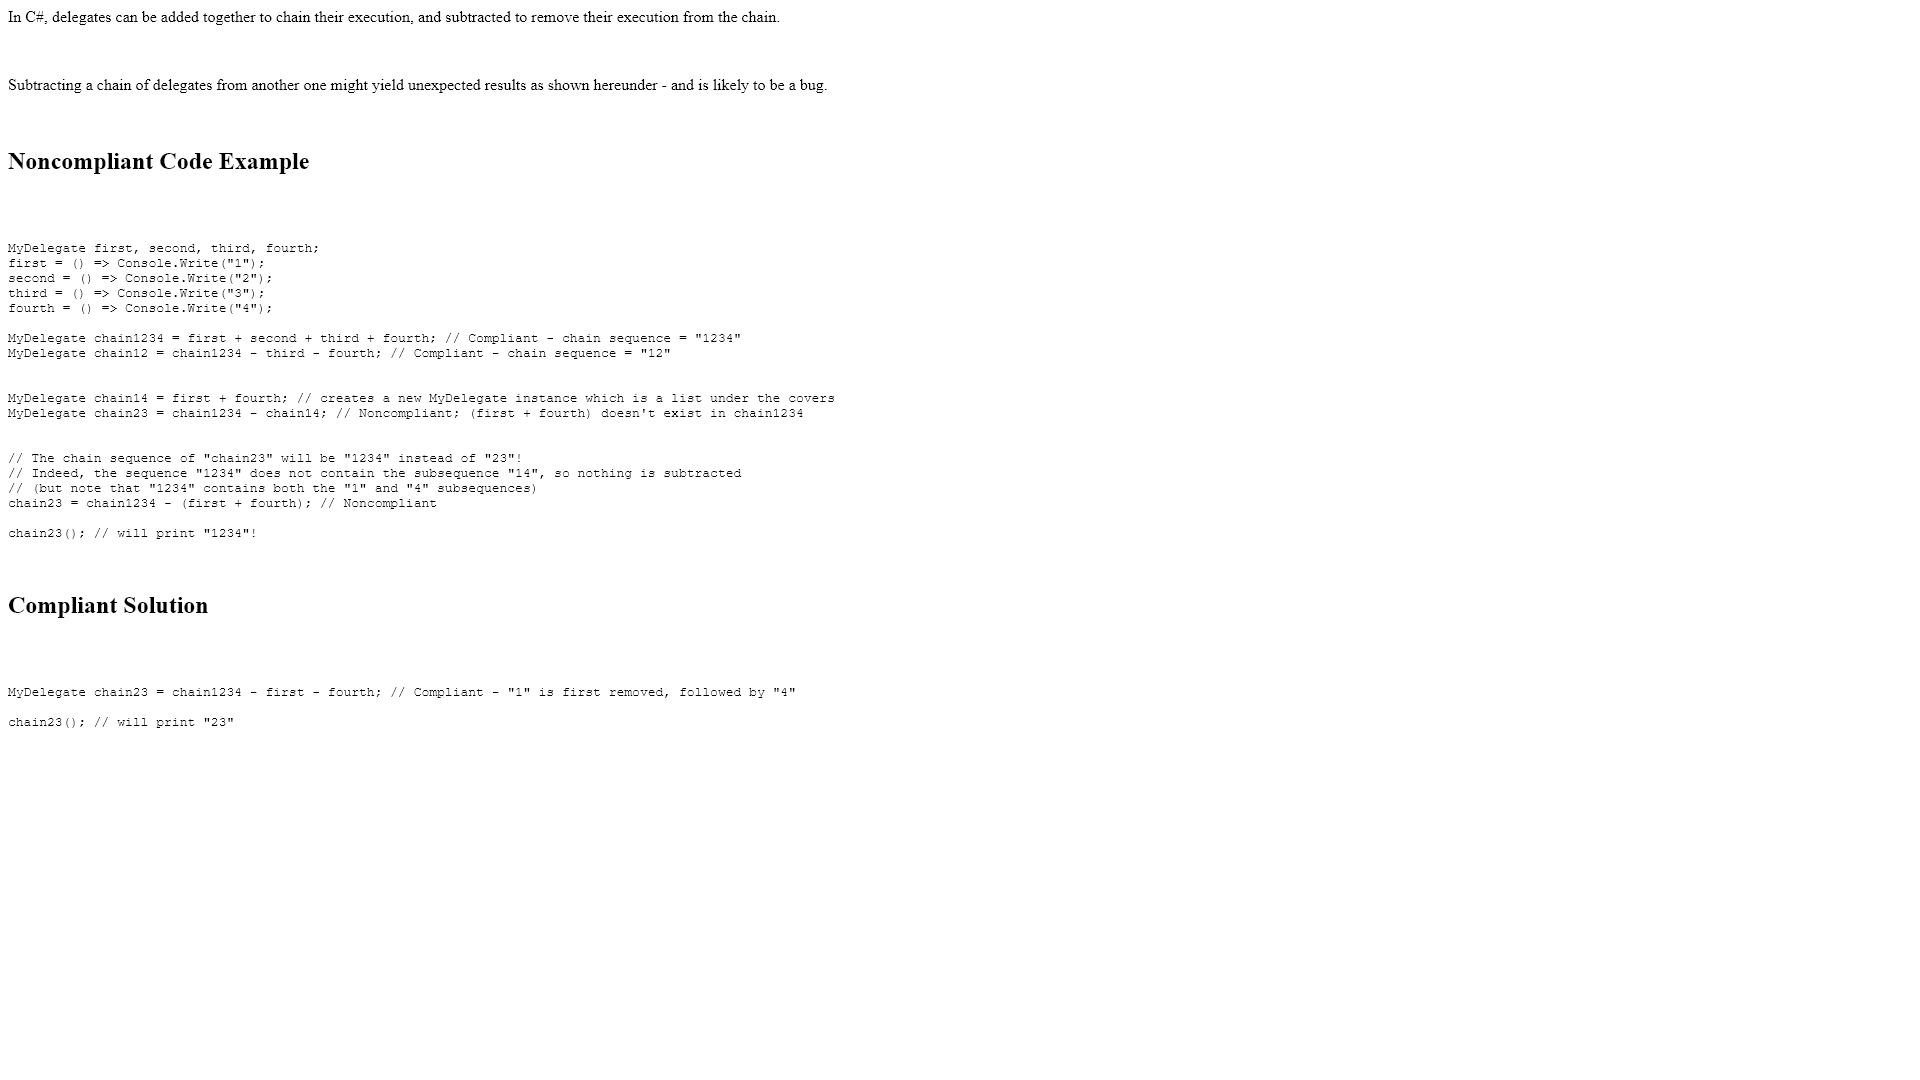 In C#, delegates can be added together to chain their execution, and subtracted to remove their execution from the chain.
Subtracting a chain of delegates from another one might yield unexpected results as shown hereunder - and is likely to be a bug.
Noncompliant Code Example
MyDelegate first, second, third, fourth;
first = () => Console.Write("1");
second = () => Console.Write("2");
third = () => Console.Write("3");
fourth = () => Console.Write("4");
MyDelegate chain1234 = first + second + third + fourth; // Compliant - chain sequence = "1234"
MyDelegate chain12 = chain1234 - third - fourth; // Compliant - chain sequence = "12"
MyDelegate chain14 = first + fourth; // creates a new MyDelegate instance which is a list under the covers
MyDelegate chain23 = chain1234 - chain14; // Noncompliant; (first + fourth) doesn't exist in chain1234
// The chain sequence of "chain23" will be "1234" instead of "23"!
// Indeed, the sequence "1234" does not contain the subsequence "14", so nothing is subtracted
// (but note that "1234" contains both the "1" and "4" subsequences)
chain23 = chain1234 - (first + fourth); // Noncompliant
chain23(); // will print "1234"!
Compliant Solution
MyDelegate chain23 = chain1234 - first - fourth; // Compliant - "1" is first removed, followed by "4"
chain23(); // will print "23"